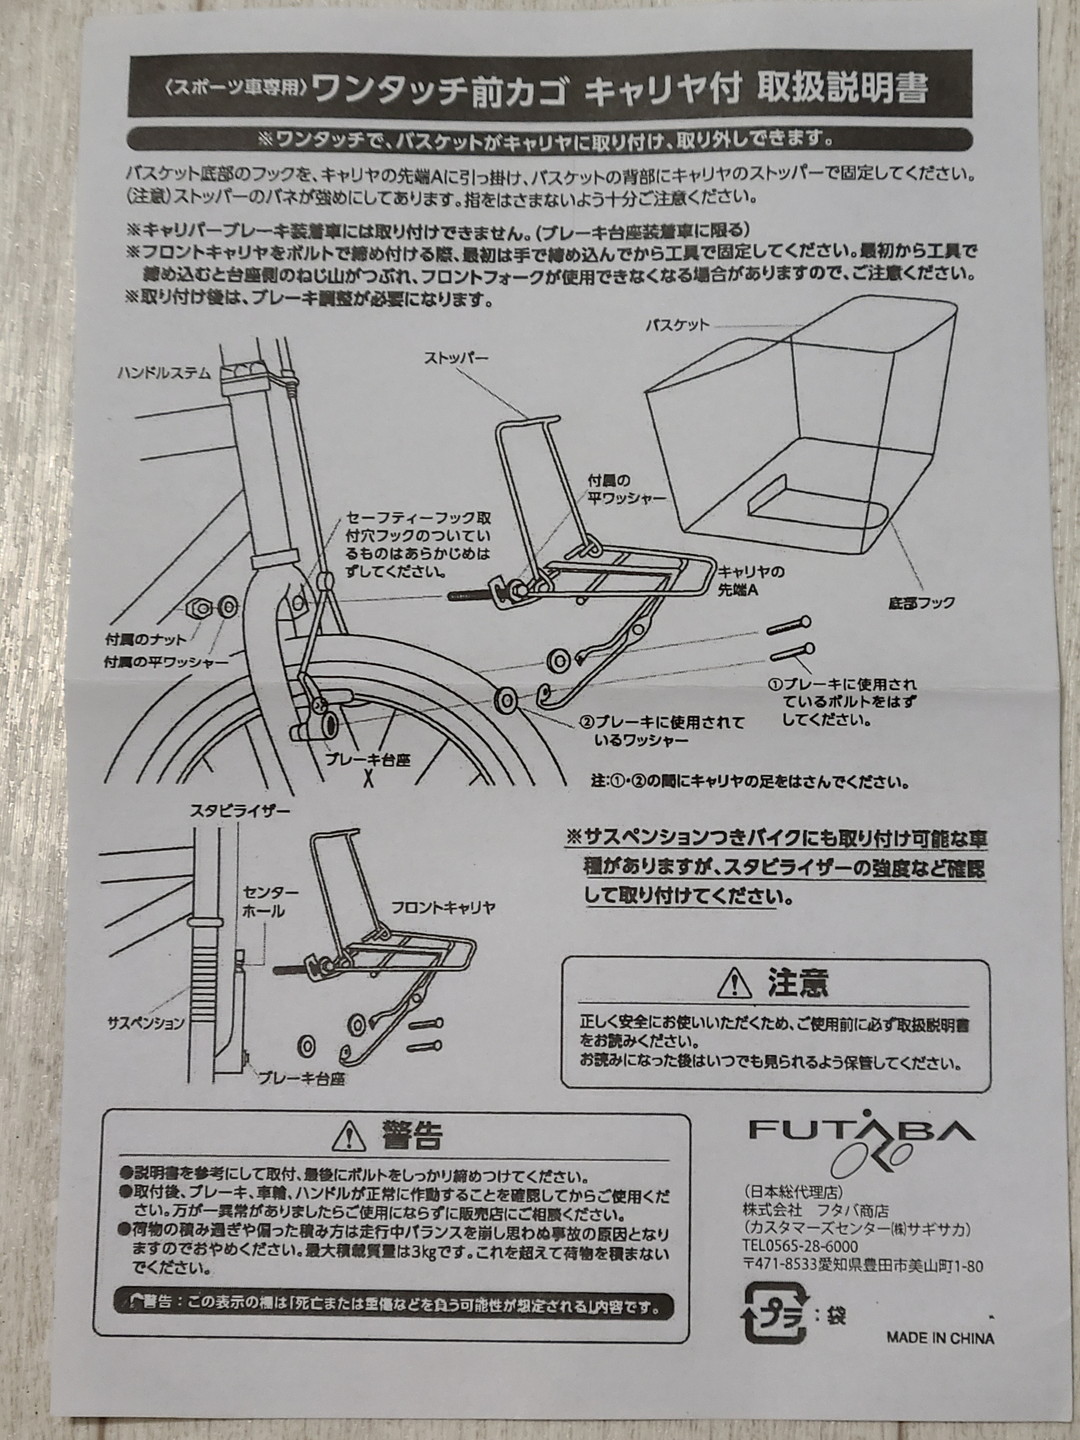 〈スポーツ車専用〉ワンタッチ前カゴ キャリヤ付 取扱説明書
※ワンタッチで、バスケットがキャリヤに取り付け、取り外しできます。
バスケット底部のフックを、キャリヤの先端Aに引っ掛け、バスケットの背部にキャリヤのストッパーで固定してください。
(注意)ストッパーのバネが強めにしてあります。指をはさまないよう十分ご注意ください。
※キャリパーブレーキ装着車には取り付けできません。(ブレーキ台座装着車に限る)
※フロントキャリヤをボルトで締め付ける際、最初は手で締め込んでから工具で固定してください。最初から工具で
締め込むと台座側のねじ山がつぶれ、フロントフォークが使用できなくなる場合がありますので、ご注意ください。
※取り付け後は、ブレーキ調整が必要になります。
バスケット
ストッパー
ハンドルステム
付属の
平ワッシャー
セーフティーフック取
付穴フックのついてい
るものはあらかじめは
ずしてください。
キャリヤの
先端A
底部フック
付属のナット
付属の平ワッシャー
①ブレーキに使用され
ているボルトをはず
してください。
②ブレーキに使用されて
いるワッシャー
ブレーキ台座
注:①・②の間にキャリヤの足をはさんでください。
スタビライザー
センター
ホール
フロントキャリヤ
サスペンション
ブレーキ台座
※サスペンションつきバイクにも取り付け可能な車
種がありますが、スタビライザーの強度など確認
して取り付けてください。
注意
正しく安全にお使いいただくため、ご使用前に必ず取扱説明書
をお読みください。
お読みになった後はいつでも見られるよう保管してください。
警告
●説明書を参考にして取付、最後にボルトをしっかり締めつけてください。
●取付後、ブレーキ、車輪、ハンドルが正常に作動することを確認してからご使用くだ
さい。万が一異常がありましたらご使用にならずに販売店にご相談ください。
●荷物の積み過ぎや偏った積み方は走行中バランスを崩し思わぬ事故の原因となり
ますのでおやめください。最大積載質量は3kgです。これを超えて荷物を積まない
でください。
警告:この表示の欄は「死亡または重傷などを負う可能性が想定される」内容です。
FUTABA
(日本総代理店)
株式会社 フタバ商店
(カスタマーズセンター(株)サギサカ)
TEL0565-28-6000
〒471-8533愛知県豊田市美山町1-80
プラ:袋
MADE IN CHINA